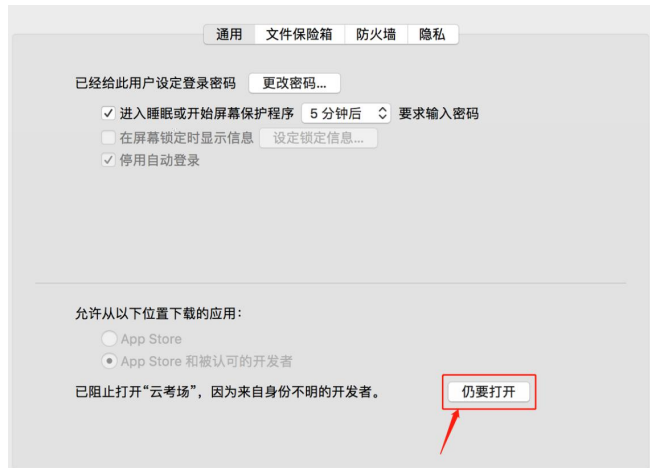 通用 文件保险箱 防火墙 隐私
已经给此用户设定登录密码 更改密码...
进入睡眠或开始屏幕保护程序 5 分钟后 要求输入密码
在屏幕锁定时显示信息 设定锁定信息...
停用自动登录
允许从以下位置下载的应用：
App Store
App Store 和被认可的开发者
已阻止打开“云考场”，因为来自身份不明的开发者。 仍要打开